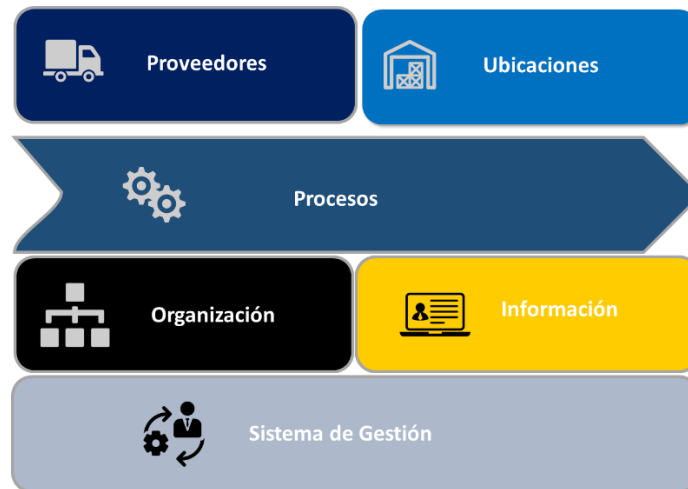 Proveedores
Ubicaciones
Procesos
Organización
Información
Sistema de Gestión